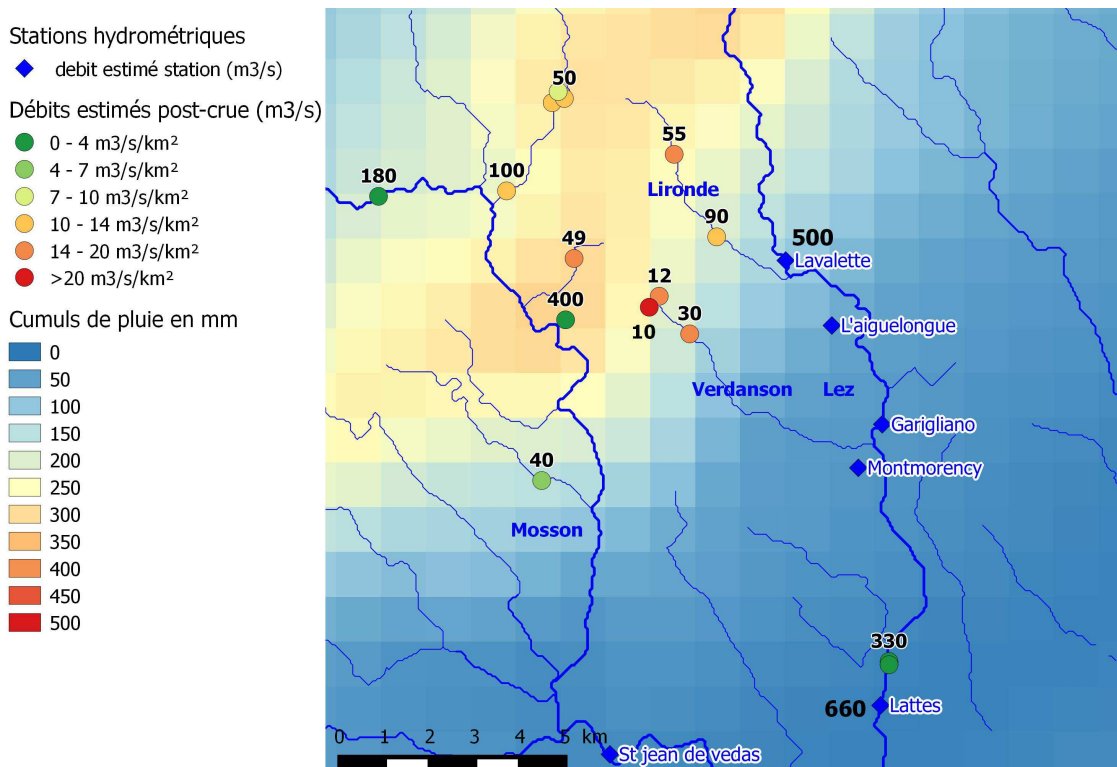 Stations hydrométriques
debit estimé station (m3/s)
Débits estimés post-crue (m3/s)
0 - 4 m3/s/km²
4 - 7 m3/s/km²
7 - 10 m3/s/km²
10 - 14 m3/s/km²
14 - 20 m3/s/km²
>20 m3/s/km²
Cumuls de pluie en mm
0
50
100
150
200
250
300
350
400
450
500
50
55
180
100
Lironde
90
49
500
Lavalette
12
400
10
30
L'aiguelongue
Verdanson
Lez
Garigliano
40
Montmorency
Mosson
330
660
Lattes
0 1 2 3 4 5 km
St jean de vedas